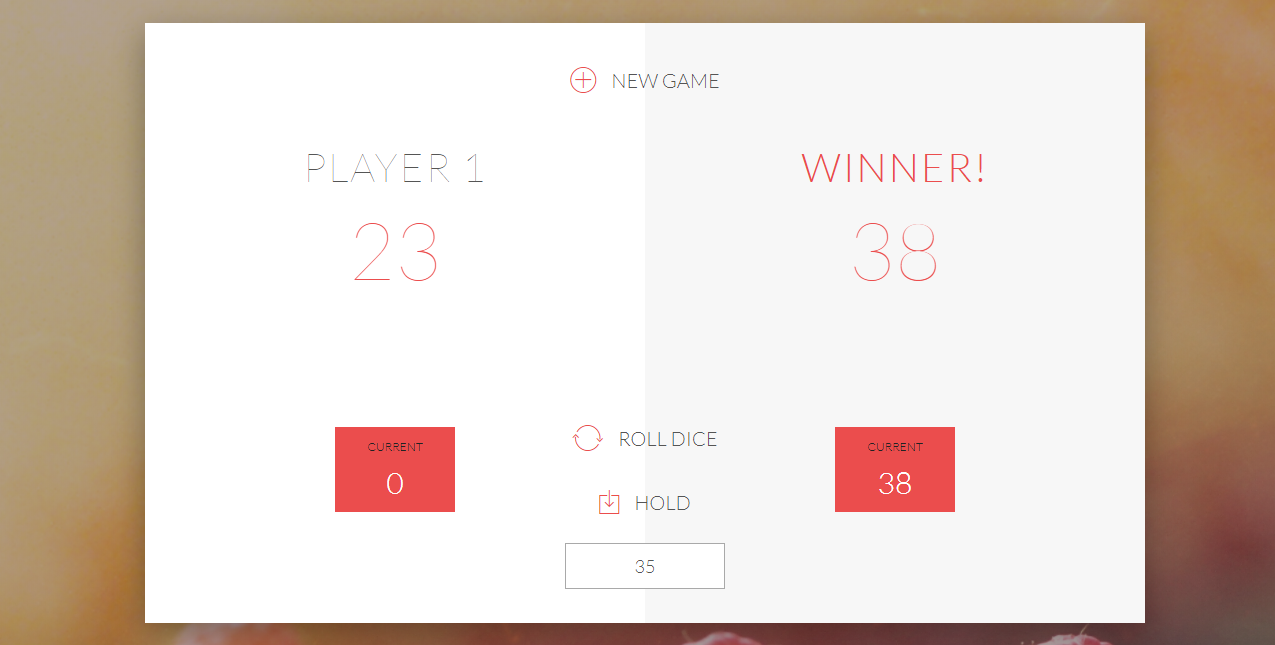 NEW GAME
PLAYER 1
23
WINNER!
38
CURRENT
0
ROLL DICE
HOLD
35
CURRENT
38